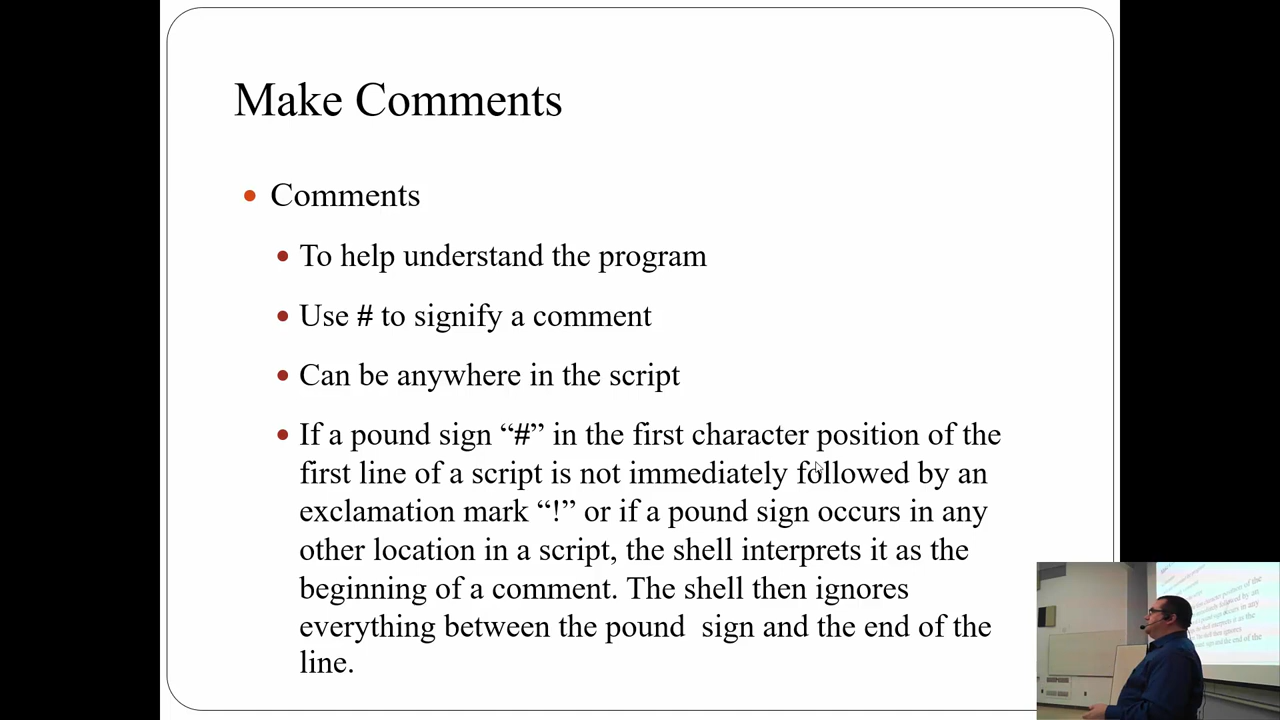 Make Comments
Comments
To help understand the program
Use # to signify a comment
Can be anywhere in the script
If a pound sign “#” in the first character position of the
first line of a script is not immediately followed by an
exclamation mark “!” or if a pound sign occurs in any
other location in a script, the shell interprets it as the
beginning of a comment. The shell then ignores
everything between the pound  sign and the end of the
line.